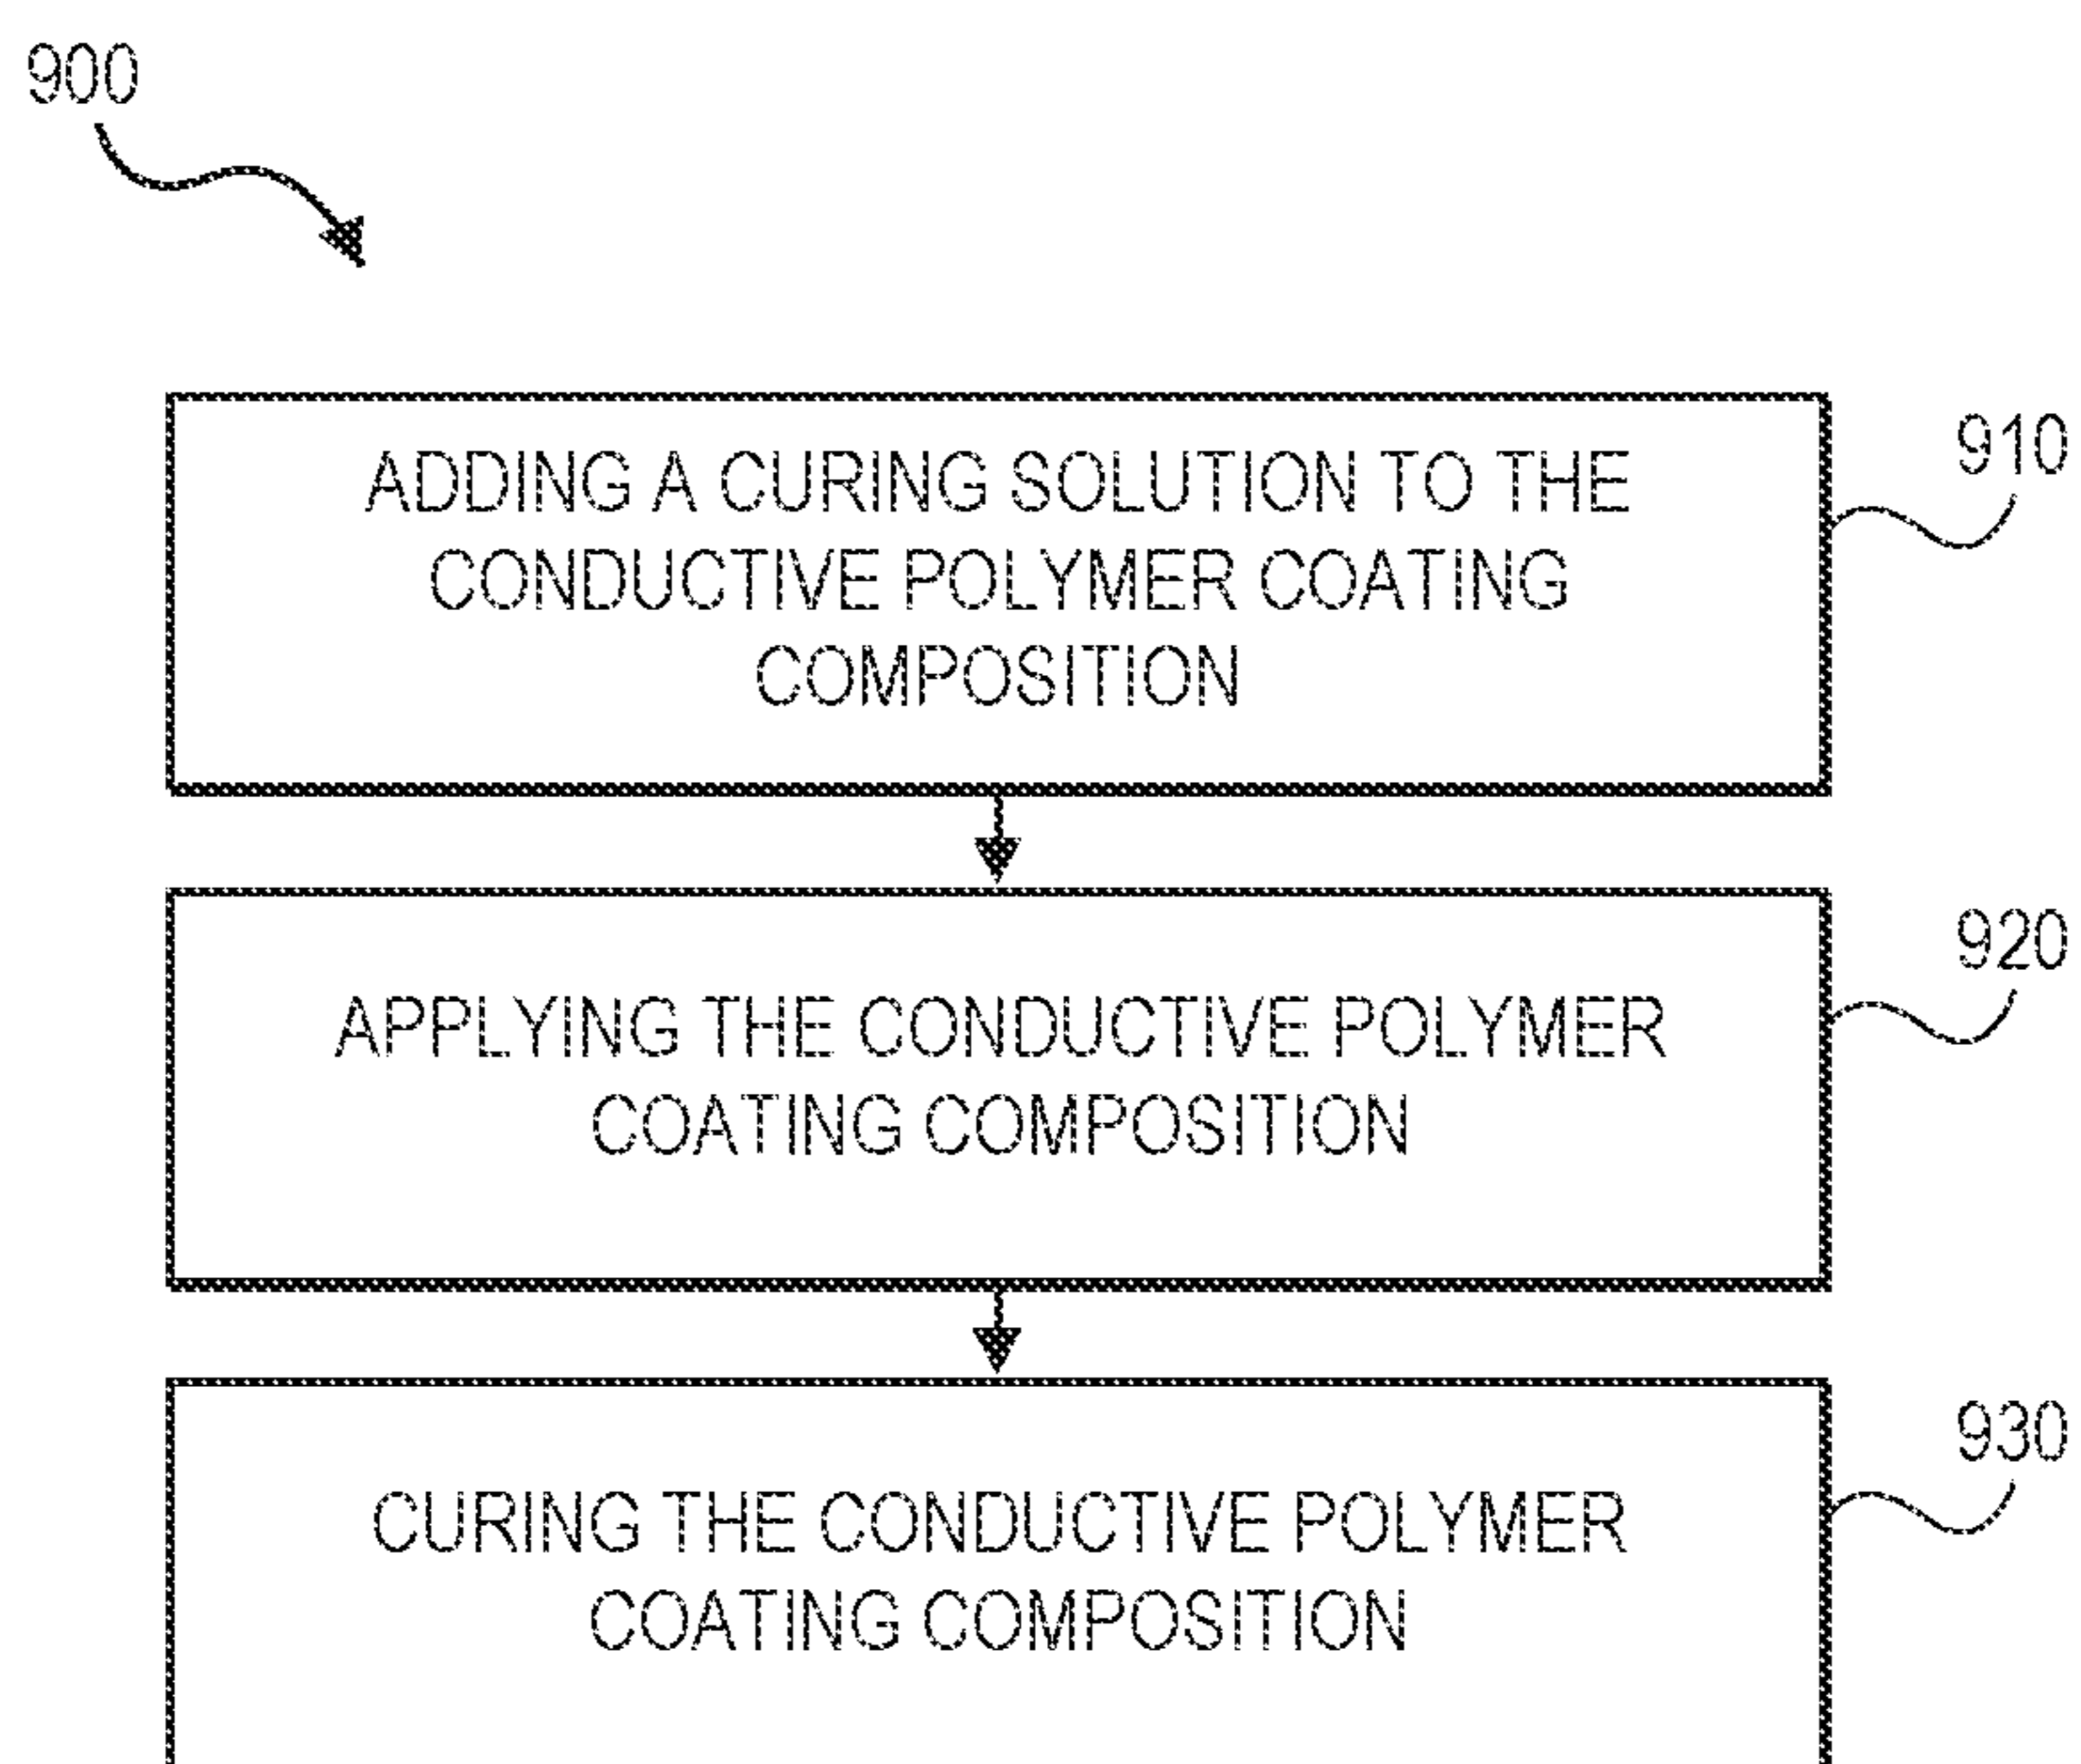 900
ADDING A CURING SOLUTION TO THE
CONDUCTIVE POLYMER COATING
COMPOSITION
910
APPLYING THE CONDUCTIVE POLYMER
COATING COMPOSITION
920
CURING THE CONDUCTIVE POLYMER
COATING COMPOSITION
930